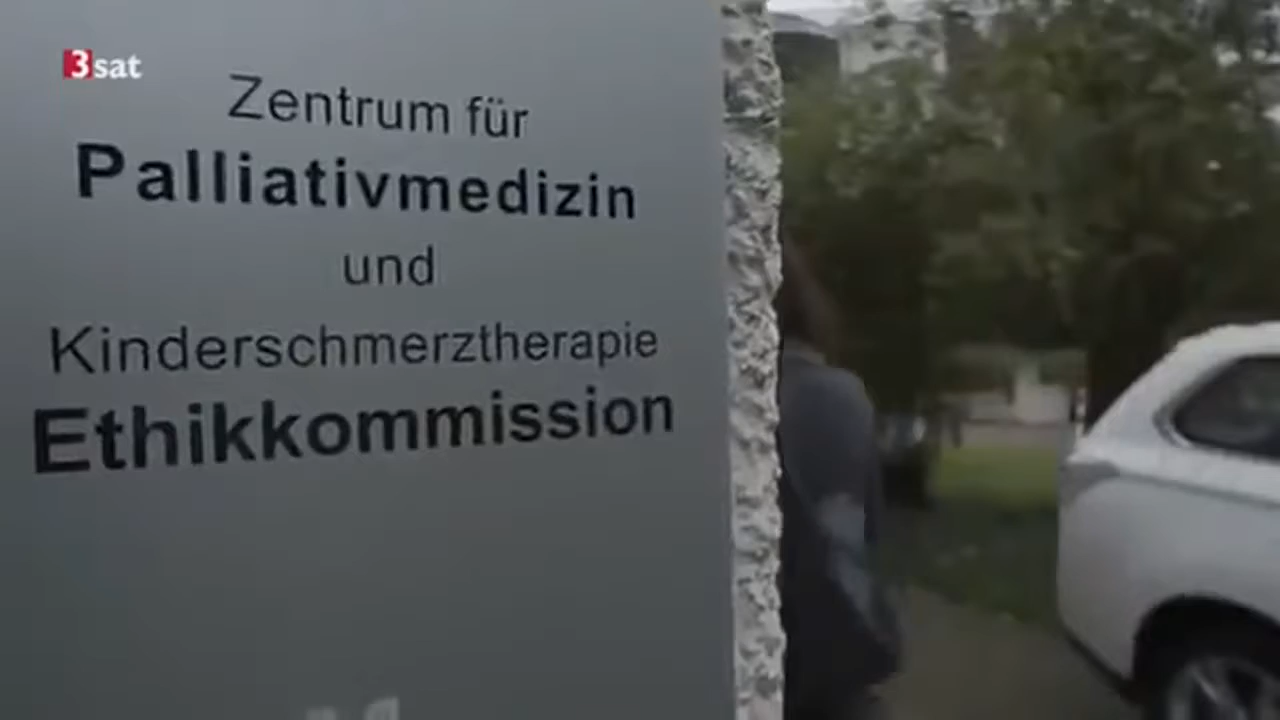 3sat
Zentrum für
Palliativmedizin
und
Kinderschmerztherapie
Ethikkommission